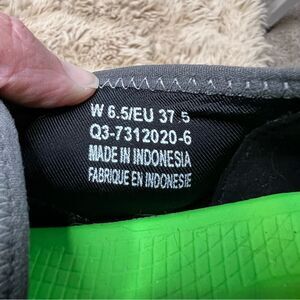 W 6.5/EU 37.5
Q3-7312020-6
MADE IN INDONESIA
FABRIQUE EN INDONESIE